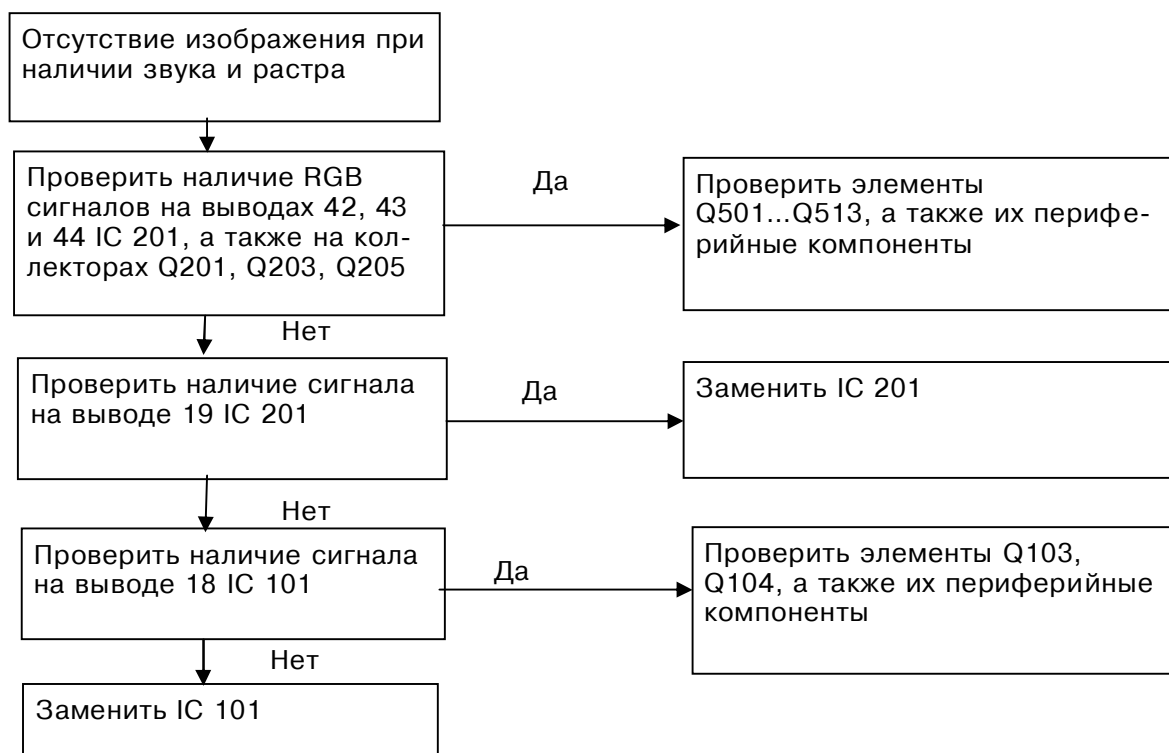 Отсутствие изображения при
наличии звука и растра
Проверить наличие RGB
сигналов на выводах 42, 43
и 44 IC 201, а также на кол-
лекторах Q201, Q203, Q205
Да
Проверить элементы
Q501...Q513, а также их перифе-
рийные компоненты
Нет
Проверить наличие сигнала
на выводе 19 IC 201
Да
Заменить IC 201
Нет
Проверить наличие сигнала
на выводе 18 IC 101
Да
Проверить элементы Q103,
Q104, а также их периферийные
компоненты
Нет
Заменить IC 101